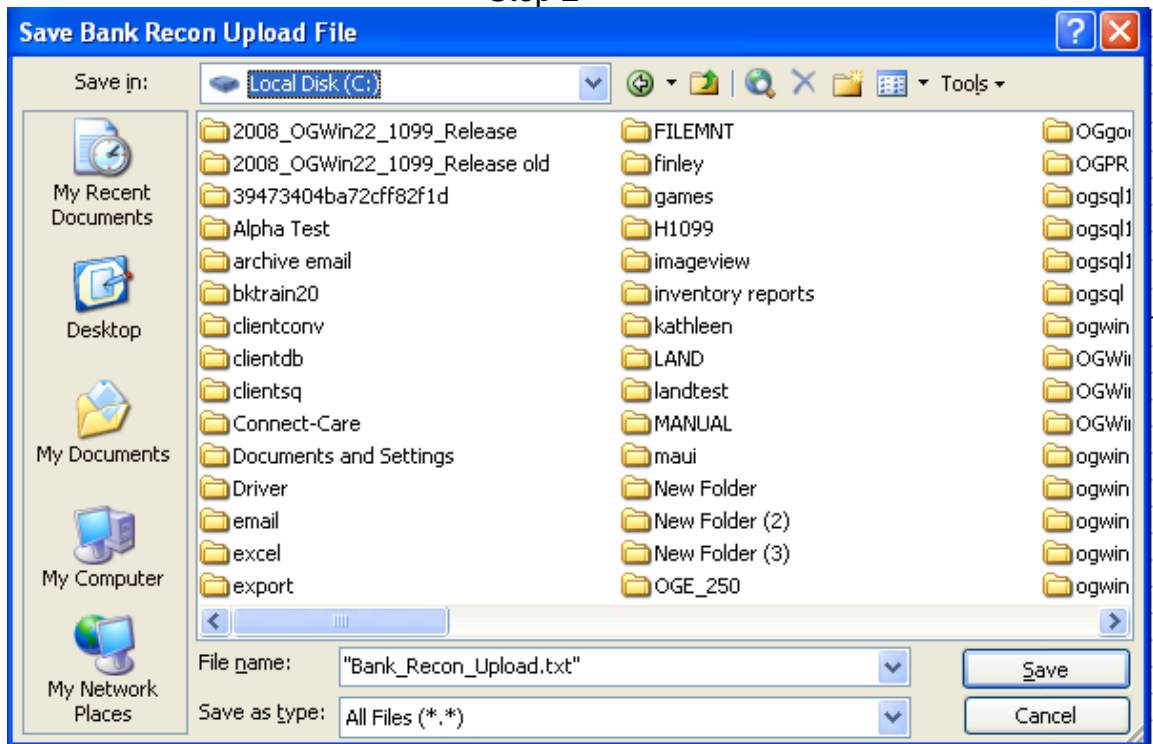 Save Bank Recon Upload File
Save in:
Local Disk (C:)
Tools
My Recent
Documents
Desktop
My Documents
My Computer
My Network
Places
2008_OGWin22_1099_Release
2008_OGWin22_1099_Release old
39473404ba72cff82f1d
Alpha Test
archive email
bktrain20
clientconv
clientdb
clientsq
Connect-Care
Documents and Settings
Driver
email
excel
export
FILEMNT
finley
games
H1099
imageview
inventory reports
kathleen
LAND
landtest
MANUAL
maui
New Folder
New Folder (2)
New Folder (3)
OGE_250
OGPR
ogsql
ogwin
ogwin
ogwin
ogwin
ogwin
File name:
"Bank_Recon_Upload.txt"
Save
Save as type:
All Files (*.*)
Cancel